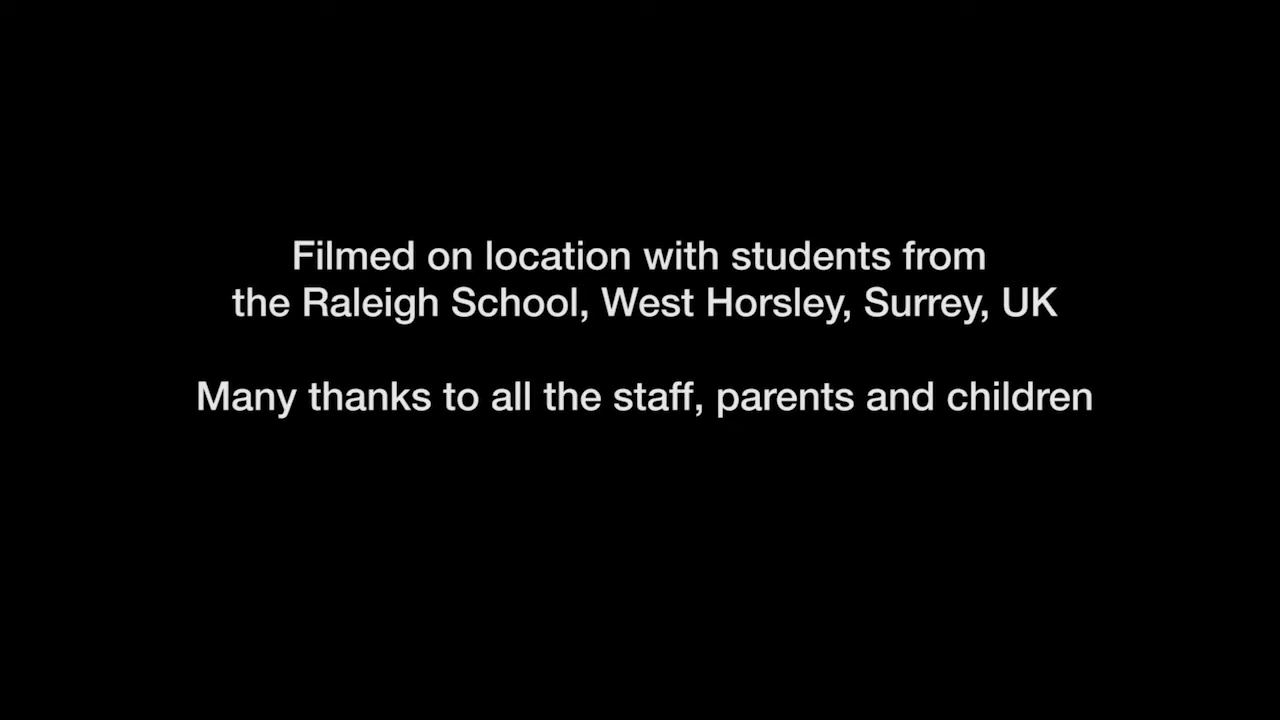 Filmed on location with students from
the Raleigh School, West Horsley, Surrey, UK
Many thanks to all the staff, parents and children